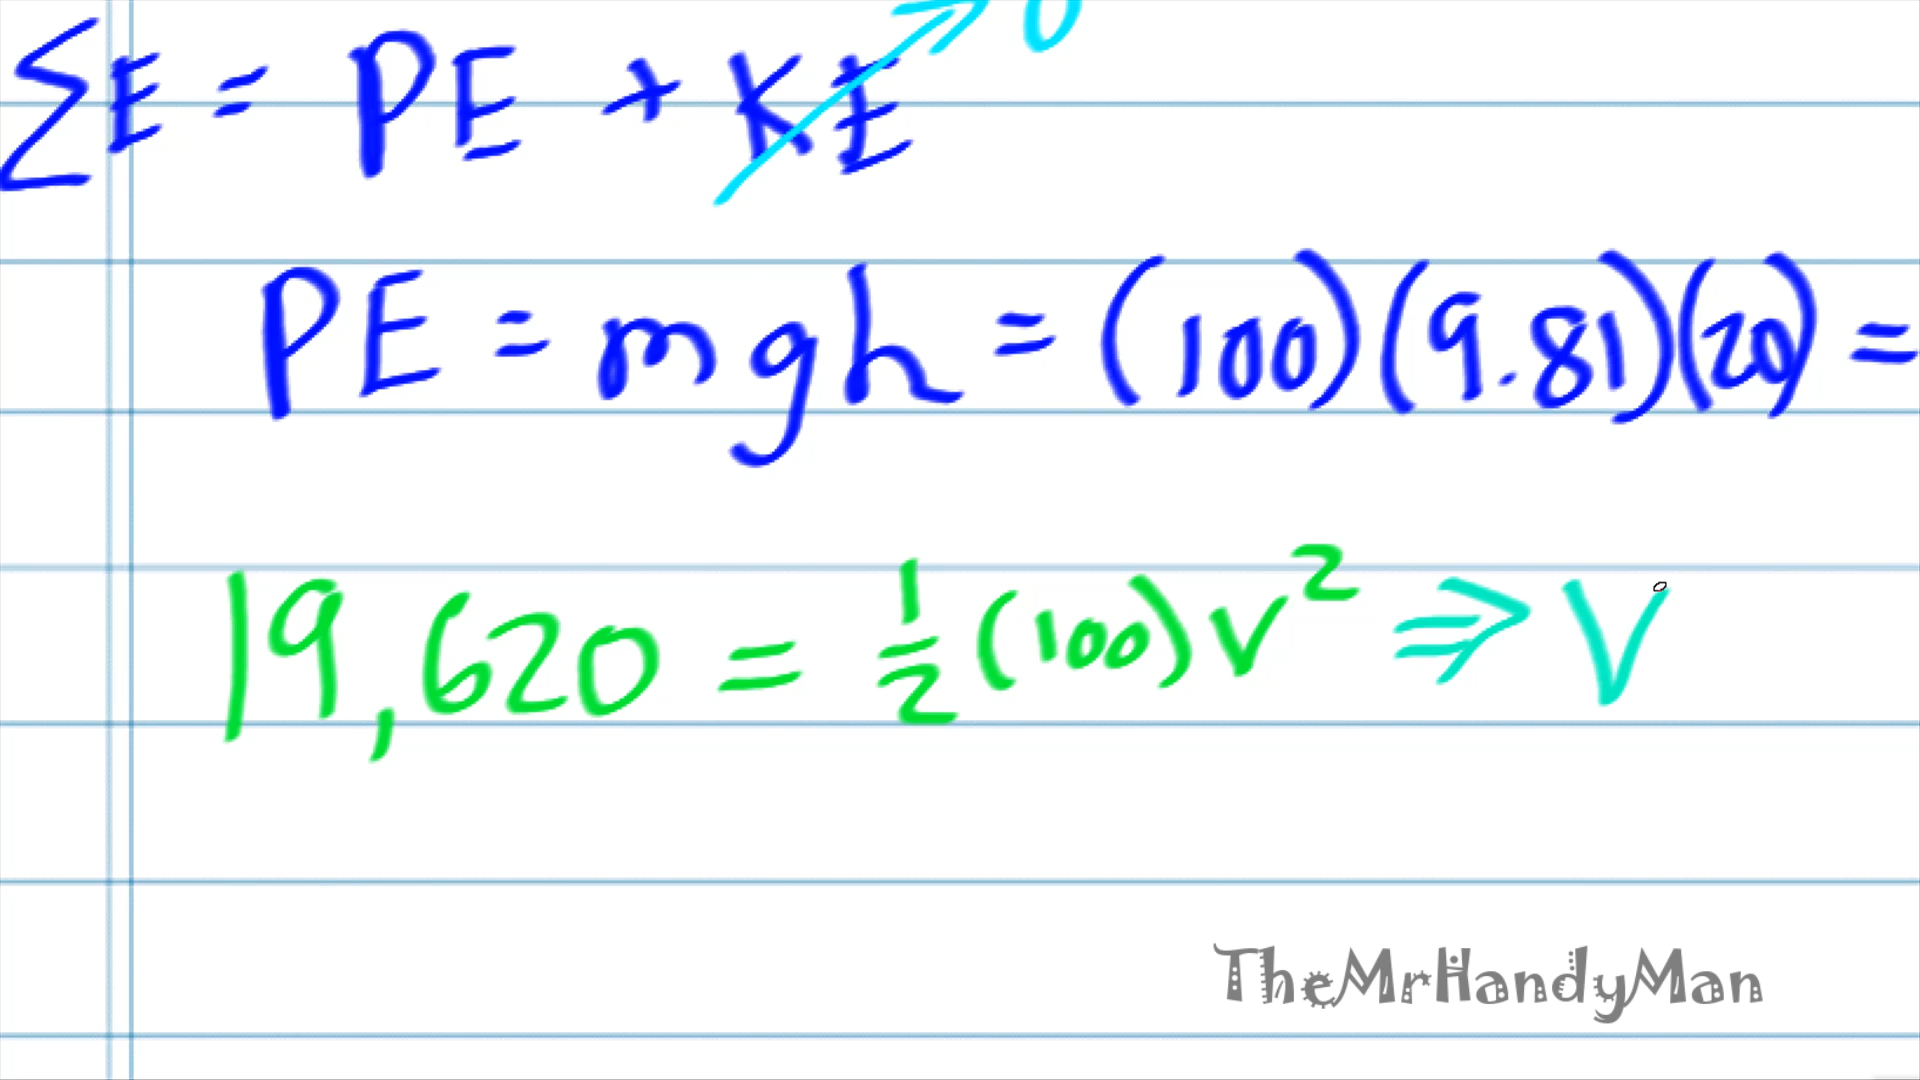 ΣE = PE + KE → 0
PE = mgh = (100)(9.81)(20) =
19,620 = 1/2 (100) v² ⇒ V
TheMrHandyMan